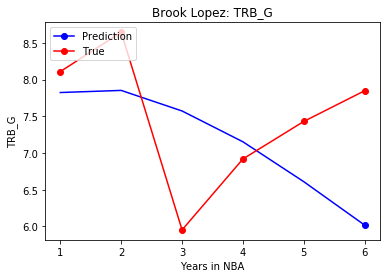 Brook Lopez: TRB_G
Prediction
True
8.5
8.0
7.5
7.0
6.5
6.0
TRB_G
1 2 3 4 5 6
Years in NBA